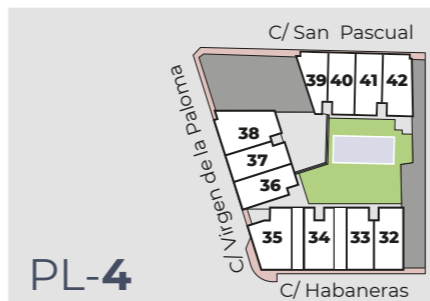 C/ San Pascual
39 40 41 42
C/Virgen de la Paloma
38
37
36
35 34 33 32
PL-4
C/ Habaneras